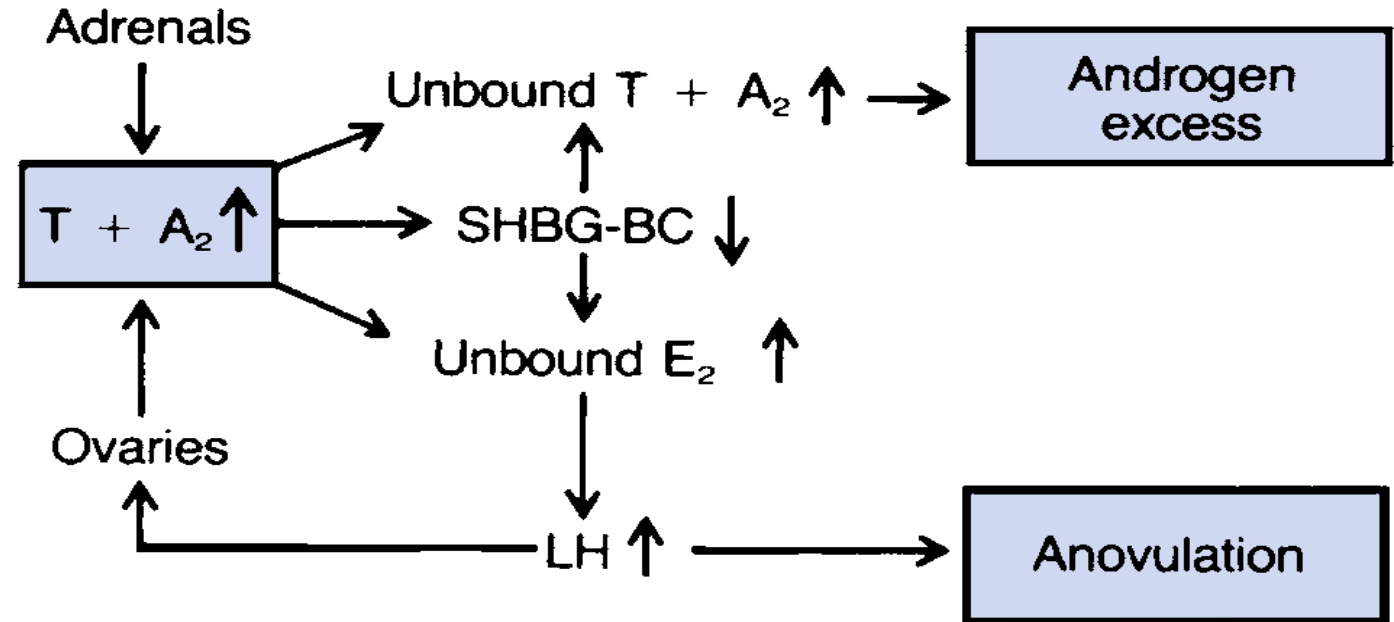 Adrenals
Unbound T + A₂ ↑
Androgen
excess
T + A₂ ↑
SHBG-BC ↓
Unbound E₂ ↑
Ovaries
LH ↑
Anovulation